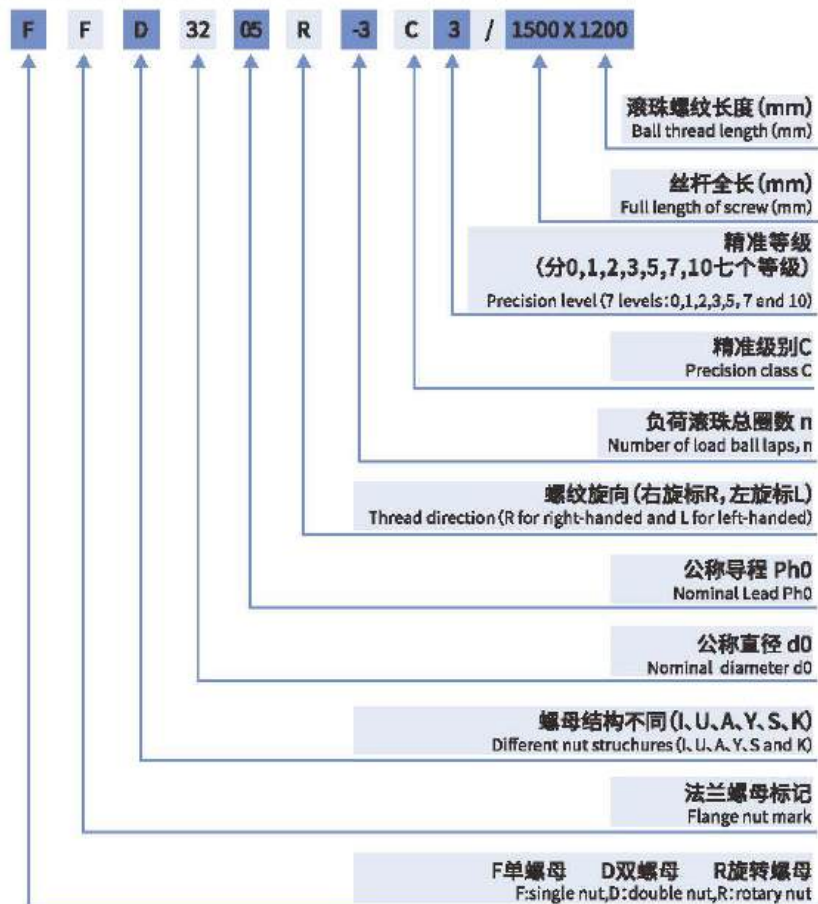 F F D 32 05 R -3 C 3 / 1500 X 1200
滚珠螺纹长度(mm)
Ball thread length (mm)
丝杆全长(mm)
Full length of screw (mm)
精准等级
(分0,1,2,3,5,7,10七个等级)
Precision level (7 levels:0,1,2,3,5, 7 and 10)
精准级别C
Precision class C
负荷滚珠总圈数 n
Number of load ball laps, n
螺纹旋向(右旋标R, 左旋标L)
Thread direction (R for right-handed and L for left-handed)
公称导程 Ph0
Nominal Lead Ph0
公称直径 d0
Nominal diameter d0
螺母结构不同(I、U、A、Y、S、K)
Different nut struchures (I、U、A、Y、S and K)
法兰螺母标记
Flange nut mark
F单螺母 D双螺母 R旋转螺母
F:single nut,D:double nut,R:rotary nut